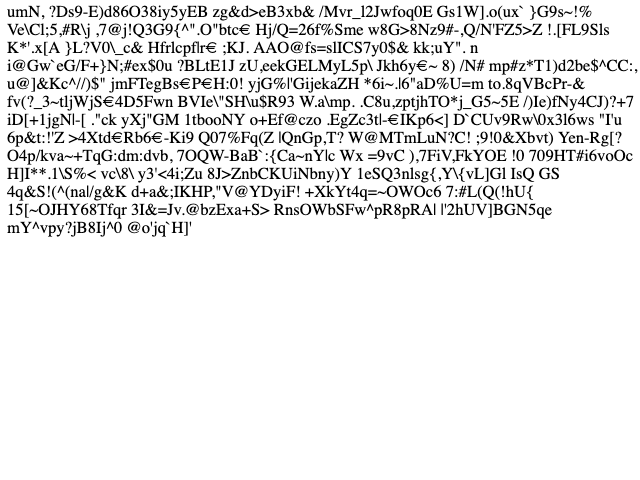 umN, ?Ds9-E)d86O38iy5yEB zg&d>eB3xb& /Mvr_l2Jwfoq0E Gs1W].o(ux` }G9s~!%
Ve\Cl;5,#R\j ,7@j!Q3G9{^".O"btc€ Hj/Q=26f%Sme w8G>8Nz9#-,Q/N'FZ5>Z !.[FL9Sls
K*'.x[A }L?V0\_c& Hfrlcpflr€ ;KJ. AAO@fs=slICS7y0$& kk;uY". n
i@Gw`eG/F+}N;#ex$0u ?BLtE1J zU,eekGELMyL5p\ Jkh6y€~ 8) /N# mp#z*T1)d2be$^CC:,
u@]&Kc^//)$" jmFTegBs€P€H:0! yjG%|'GijekaZH *6i~.|6"aD%U=m to.8qVBcPr-&
fv(?_3~tljWjS€4D5Fwn BVIe\"SH\u$R93 W.a\mp. .C8u,zptjhTO*j_G5~5E /)Ie)fNy4CJ)?+7
iD[+1jgNl-[ ."ck yXj"GM 1tbooNY o+Ef@czo .EgZc3t|-€IKp6<] D`CUv9Rw\0x3l6ws "I'u
6p&t:!'Z >4Xtd€Rb6€-Ki9 Q07%Fq(Z |QnGp,T? W@MTmLuN?C! ;9!0&Xbvt) Yen-Rg[?
O4p/kva~+TqG:dm:dvb, 7OQW-BaB`:{Ca~nY|c Wx =9vC ),7FiV,FkYOE !0 709HT#i6voOc
H]I**.1\S%< vc\8\ y3'<4i;Zu 8J>ZnbCKUiNbny)Y 1eSQ3nlsg{,Y\{vL]Gl IsQ GS
4q&S!(^(nal/g&K d+a&;IKHP,"V@YDyiF! +XkYt4q=~OWOc6 7:#L(Q(!hU{
15[~OJHY68Tfqr 3I&=Jv.@bzExa+S> RnsOWbSFw^pR8pRA| |'2hUV]BGN5qe
mY^vpy?jB8Ij^0 @o'jq`H]'